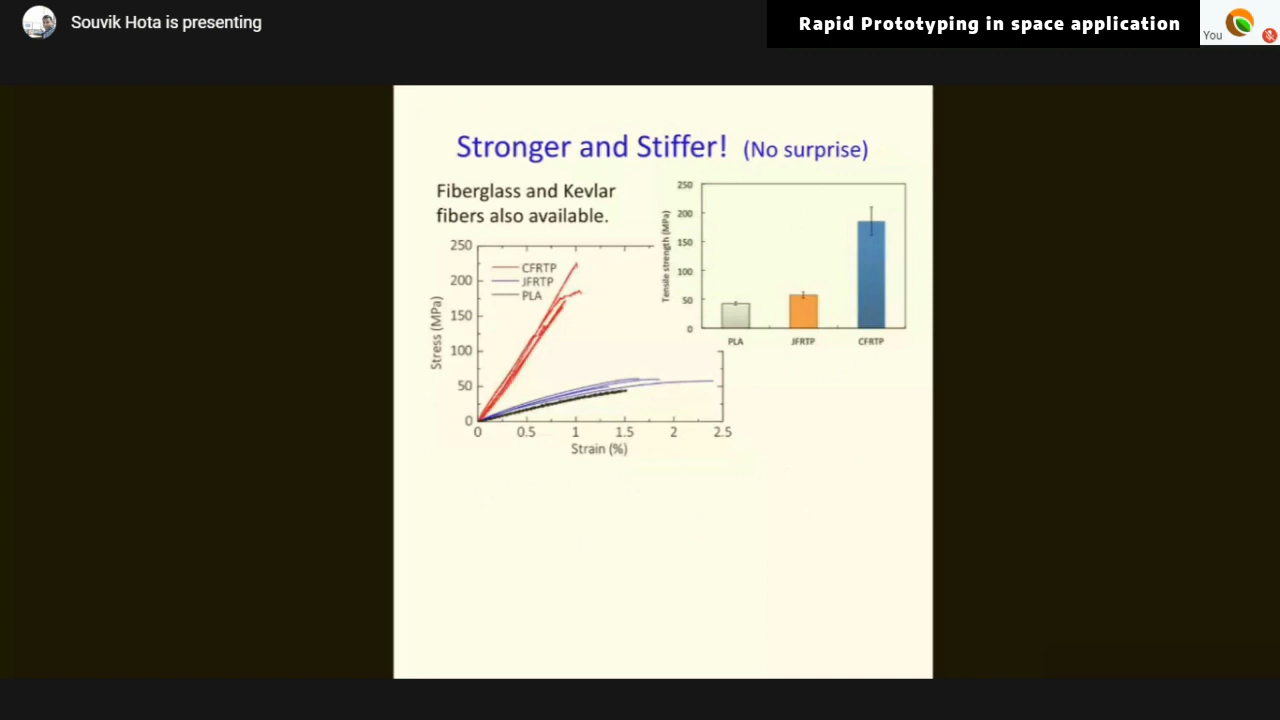 Souvik Hota is presenting
Rapid Prototyping in space application
You
Stronger and Stiffer! (No surprise)
Fiberglass and Kevlar
fibers also available.
250
200
150
100
50
0
Stress (MPa)
CFRTP
JFRTP
PLA
0 0.5 1 1.5 2 2.5
Strain (%)
250
200
150
100
50
0
Tensile strength (MPa)
PLA JFRTP CFRTP